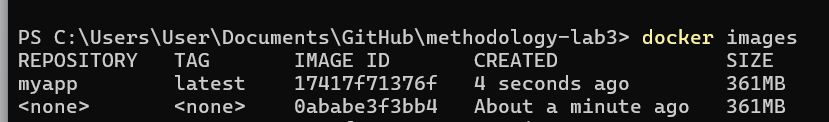 PS C:\Users\User\Documents\GitHub\methodology-lab3> docker images
REPOSITORY   TAG       IMAGE ID       CREATED              SIZE
myapp        latest    17417f71376f   4 seconds ago        361MB
<none>       <none>    0ababe3f3bb4   About a minute ago   361MB